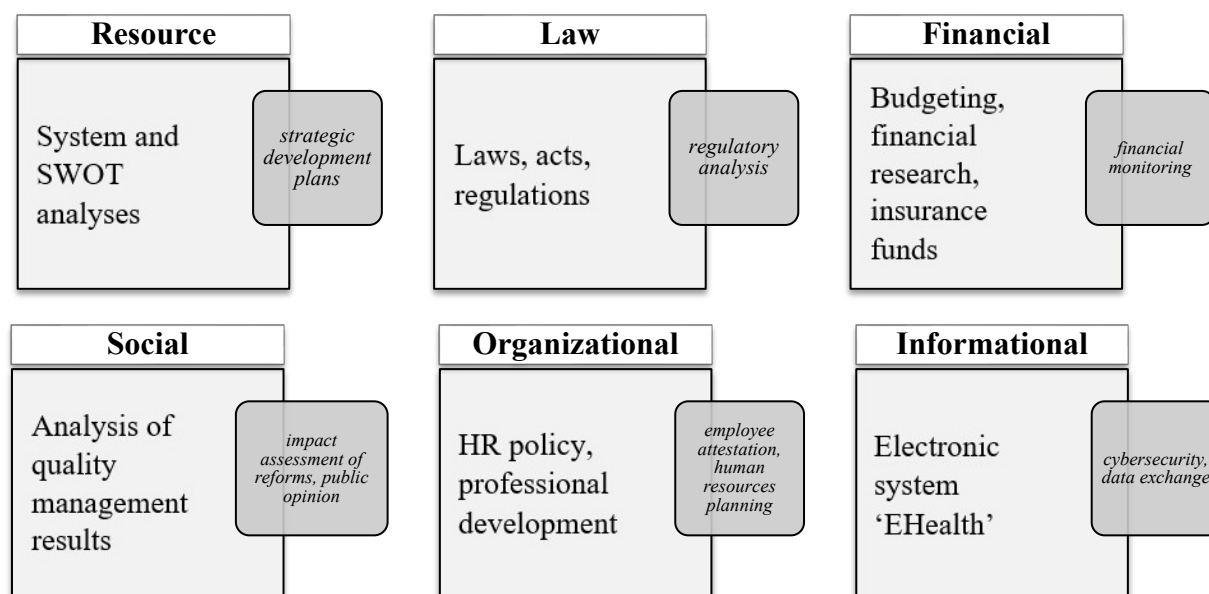 Resource
System and
SWOT
analyses
strategic
development
plans
Law
Laws, acts,
regulations
regulatory
analysis
Financial
Budgeting,
financial
research,
insurance
funds
financial
monitoring
Social
Analysis of
quality
management
results
impact
assessment of
reforms, public
opinion
Organizational
HR policy,
professional
development
employee
attestation,
human
resources
planning
Informational
Electronic
system
‘EHealth’
cybersecurity,
data exchange